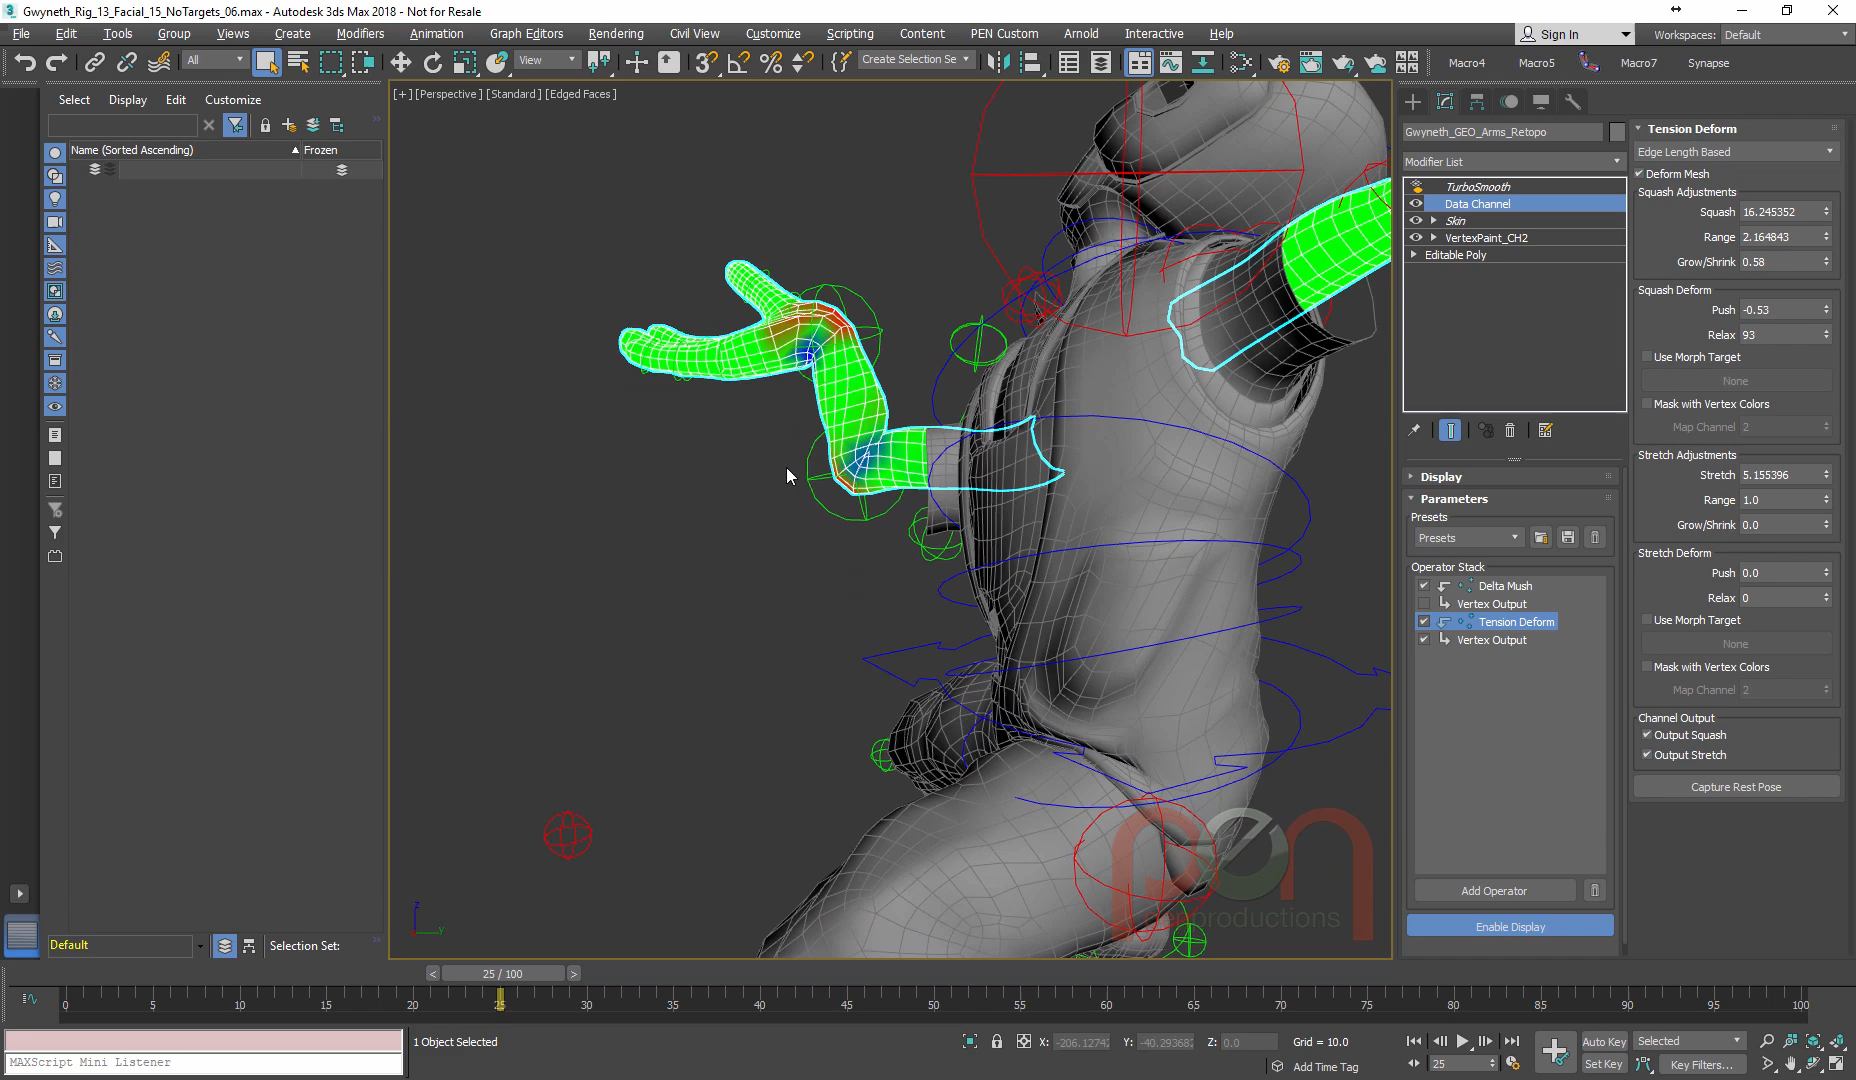 Gwyneth_Rig_13_Facial_15_NoTargets_06.max - Autodesk 3ds Max 2018 - Not for Resale
File Edit Tools Group Views Create Modifiers Animation Graph Editors Rendering Civil View Customize Scripting Content PEN Custom Arnold Interactive Help
Sign In
Workspaces: Default
All
View
Create Selection Se
Macro4 Macro5 Macro7 Synapse
Select Display Edit Customize
Name (Sorted Ascending) Frozen
[+] [Perspective] [Standard] [Edged Faces]
Gwyneth_GEO_Arms_Retopo
Modifier List
TurboSmooth
Data Channel
Skin
VertexPaint_CH2
Editable Poly
Display
Parameters
Presets
Presets
Operator Stack
Delta Mush
Vertex Output
Tension Deform
Vertex Output
Add Operator
Enable Display
Tension Deform
Edge Length Based
Deform Mesh
Squash Adjustments
Squash 16.245352
Range 2.164843
Grow/Shrink 0.58
Squash Deform
Push -0.53
Relax 93
Use Morph Target
None
Mask with Vertex Colors
Map Channel 2
Stretch Adjustments
Stretch 5.155396
Range 1.0
Grow/Shrink 0.0
Stretch Deform
Push 0.0
Relax 0
Use Morph Target
None
Mask with Vertex Colors
Map Channel 2
Channel Output
Output Squash
Output Stretch
Capture Rest Pose
pen
penproductions
z
y
Default
Selection Set:
< 25 / 100 >
0 5 10 15 20 25 30 35 40 45 50 55 60 65 70 75 80 85 90 95 100
MAXScript Mini Listener
1 Object Selected
X: -206.12742 Y: -40.293682 Z: 0.0
Grid = 10.0
Add Time Tag
25
Auto Key Selected
Set Key Key Filters...